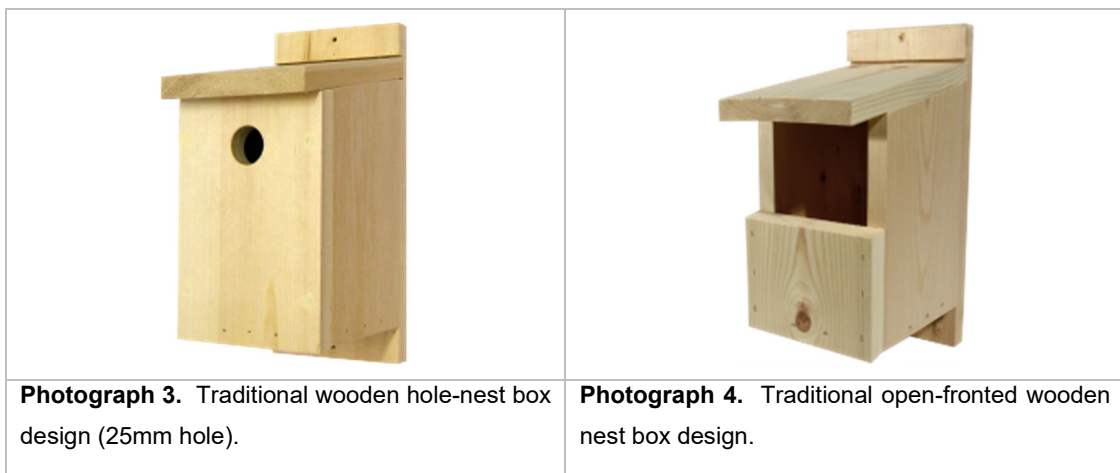 Photograph 3. Traditional wooden hole-nest box
design (25mm hole).
Photograph 4. Traditional open-fronted wooden
nest box design.